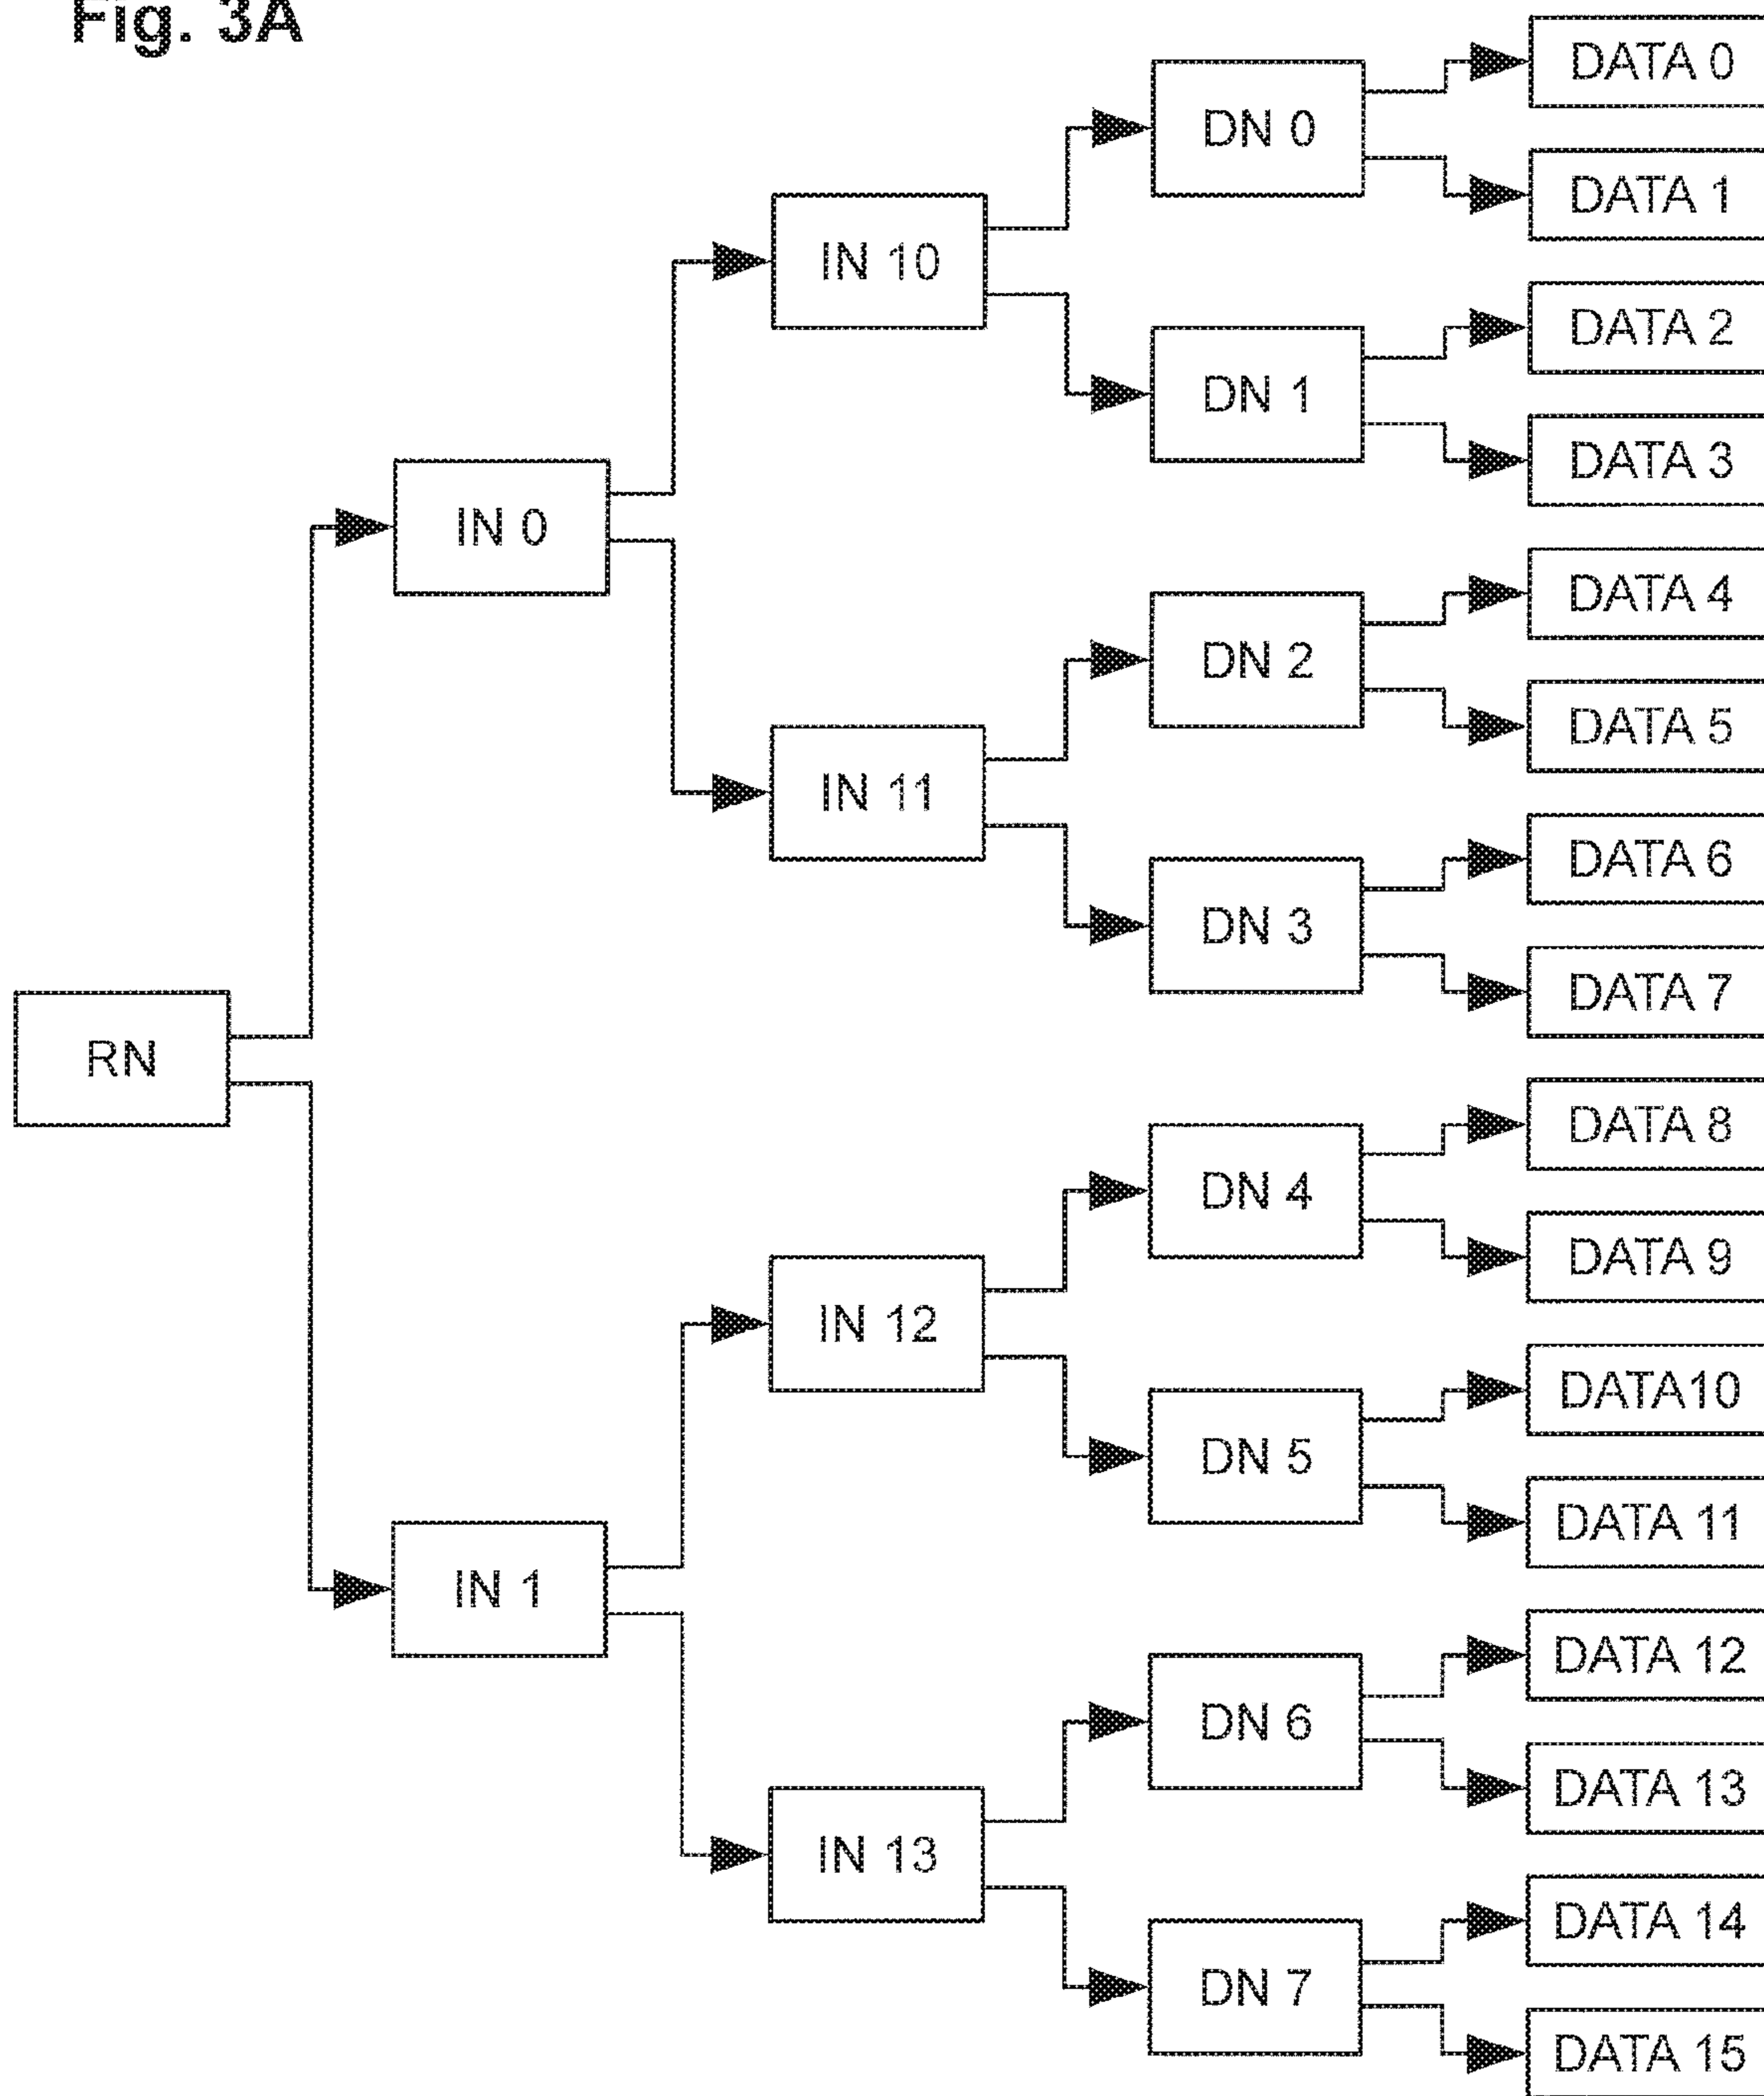 Fig. 3A
DATA 0
DN 0
DATA 1
IN 10
DATA 2
DN 1
DATA 3
IN 0
DATA 4
DN 2
DATA 5
IN 11
DATA 6
DN 3
DATA 7
RN
DATA 8
DN 4
DATA 9
IN 12
DATA10
DN 5
DATA 11
IN 1
DATA 12
DN 6
DATA 13
IN 13
DATA 14
DN 7
DATA 15